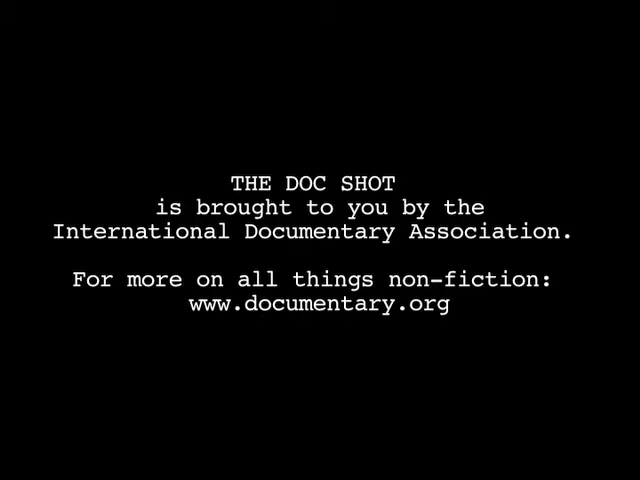 THE DOC SHOT
is brought to you by the
International Documentary Association.
For more on all things non-fiction:
www.documentary.org